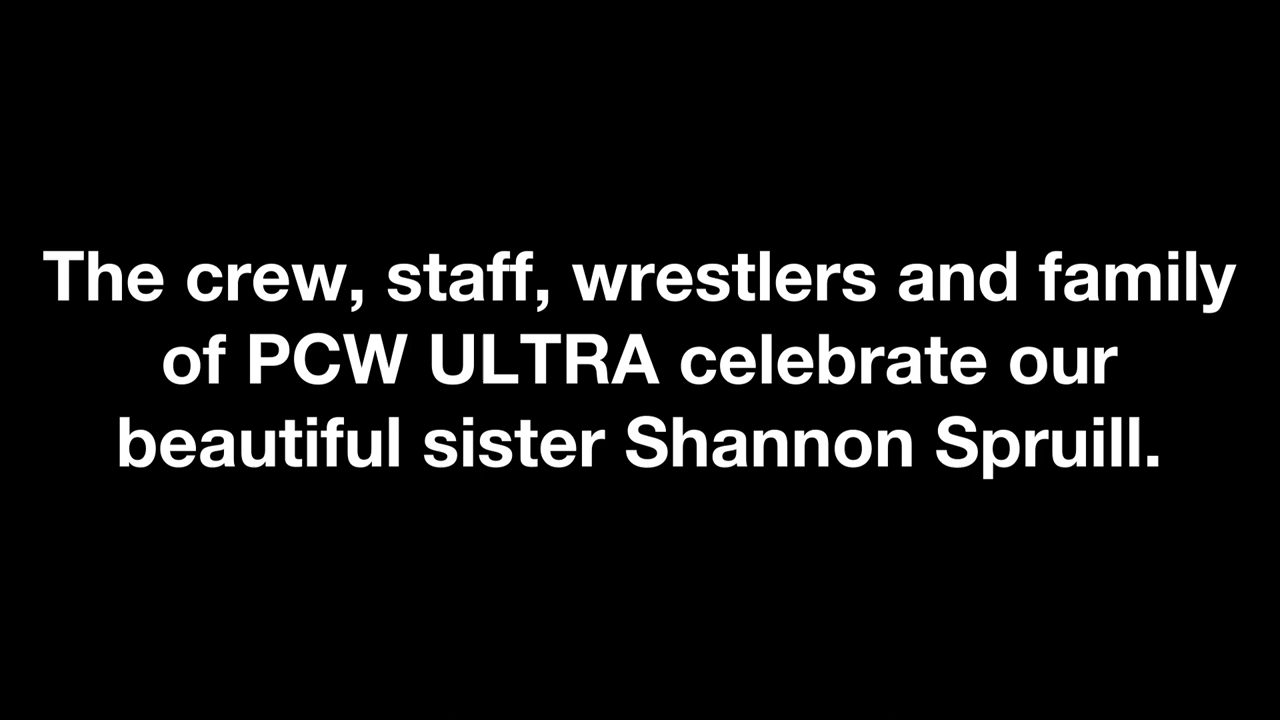 The crew, staff, wrestlers and family
of PCW ULTRA celebrate our
beautiful sister Shannon Spruill.